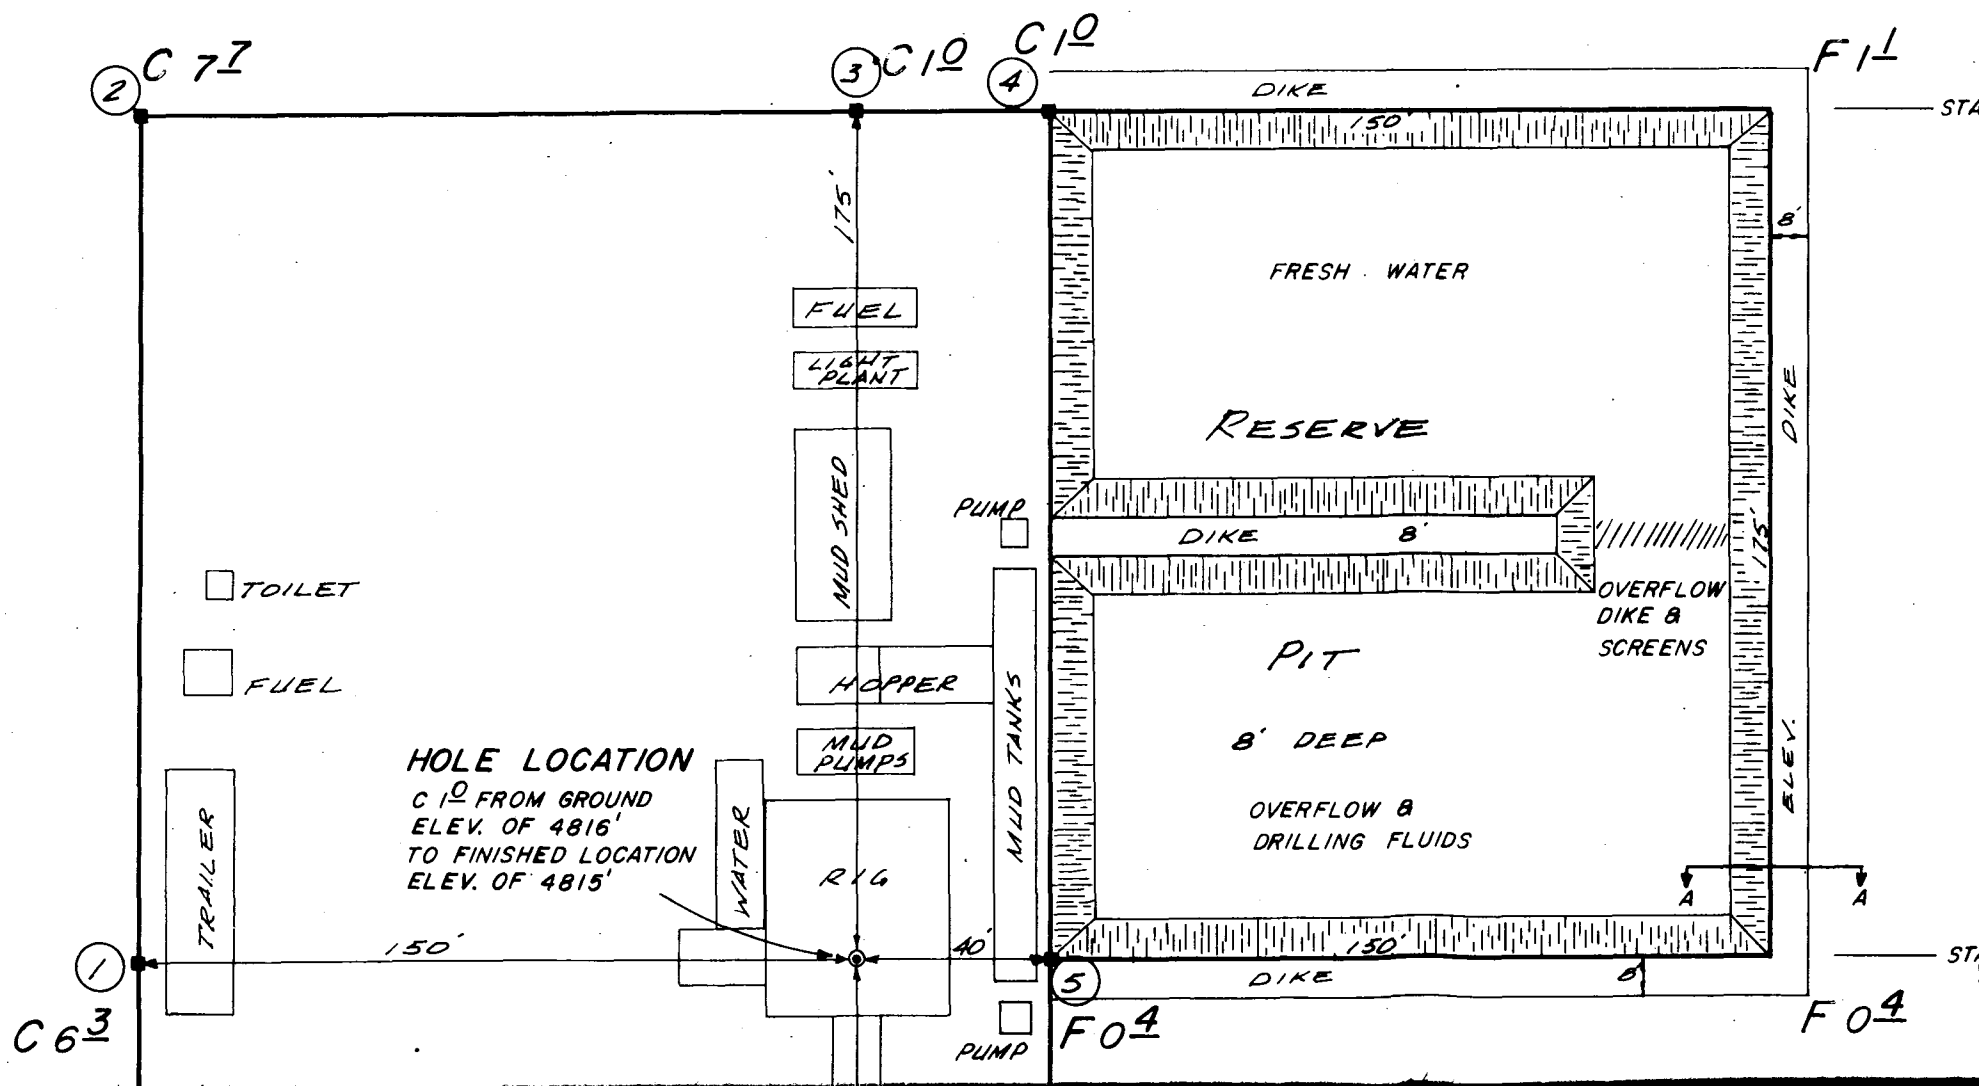 2 C 7 7
3 C 1 0
4 C 1 0
F 1 1
DIKE
STA
150'
175'
8'
FUEL
FRESH WATER
LIGHT
PLANT
DIKE
RESERVE
MUD SHED
PUMP
DIKE 8'
175'
TOILET
OVERFLOW
DIKE &
SCREENS
FUEL
HOPPER
PIT
MUD TANKS
MUD
PUMPS
8' DEEP
ELEV.
HOLE LOCATION
C 1 0 FROM GROUND
ELEV. OF 4816'
TO FINISHED LOCATION
ELEV. OF 4815'
OVERFLOW &
DRILLING FLUIDS
TRAILER
WATER
RIG
A A
1
150'
40'
150'
STA
5
DIKE
8'
C 6 3
F 0 4
F 0 4
PUMP